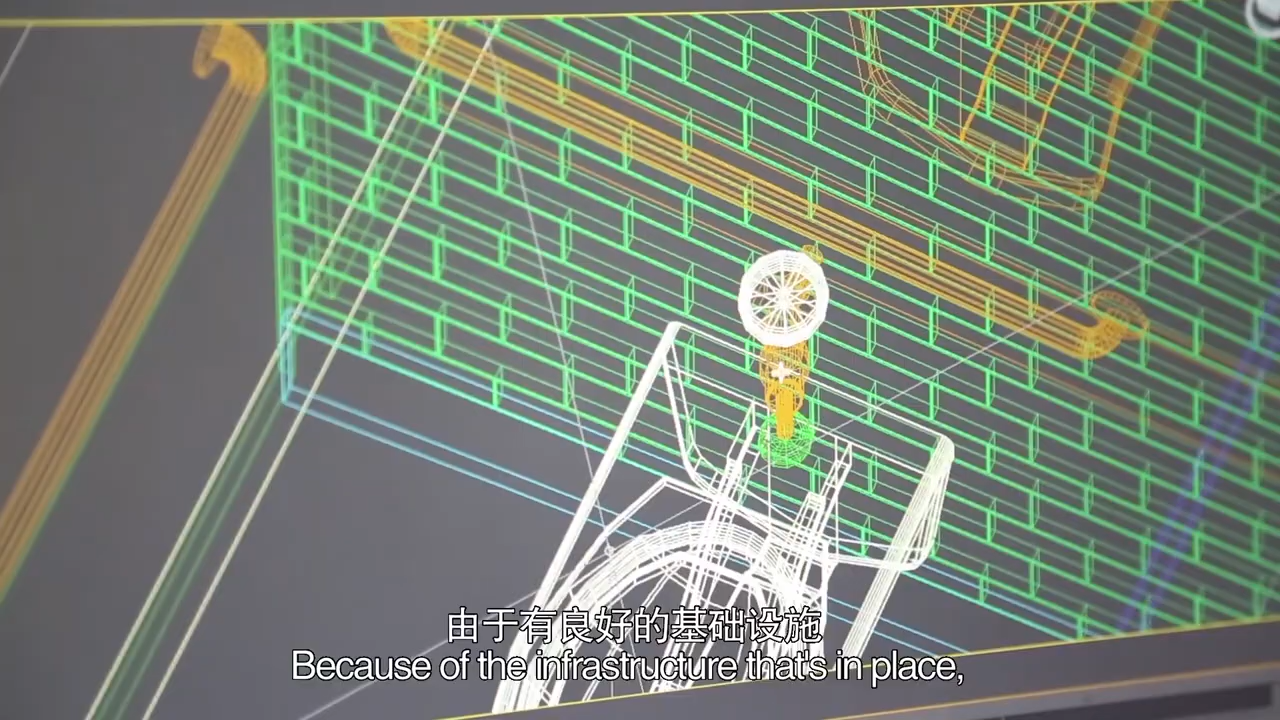 由于有良好的基础设施
Because of the infrastructure that's in place,